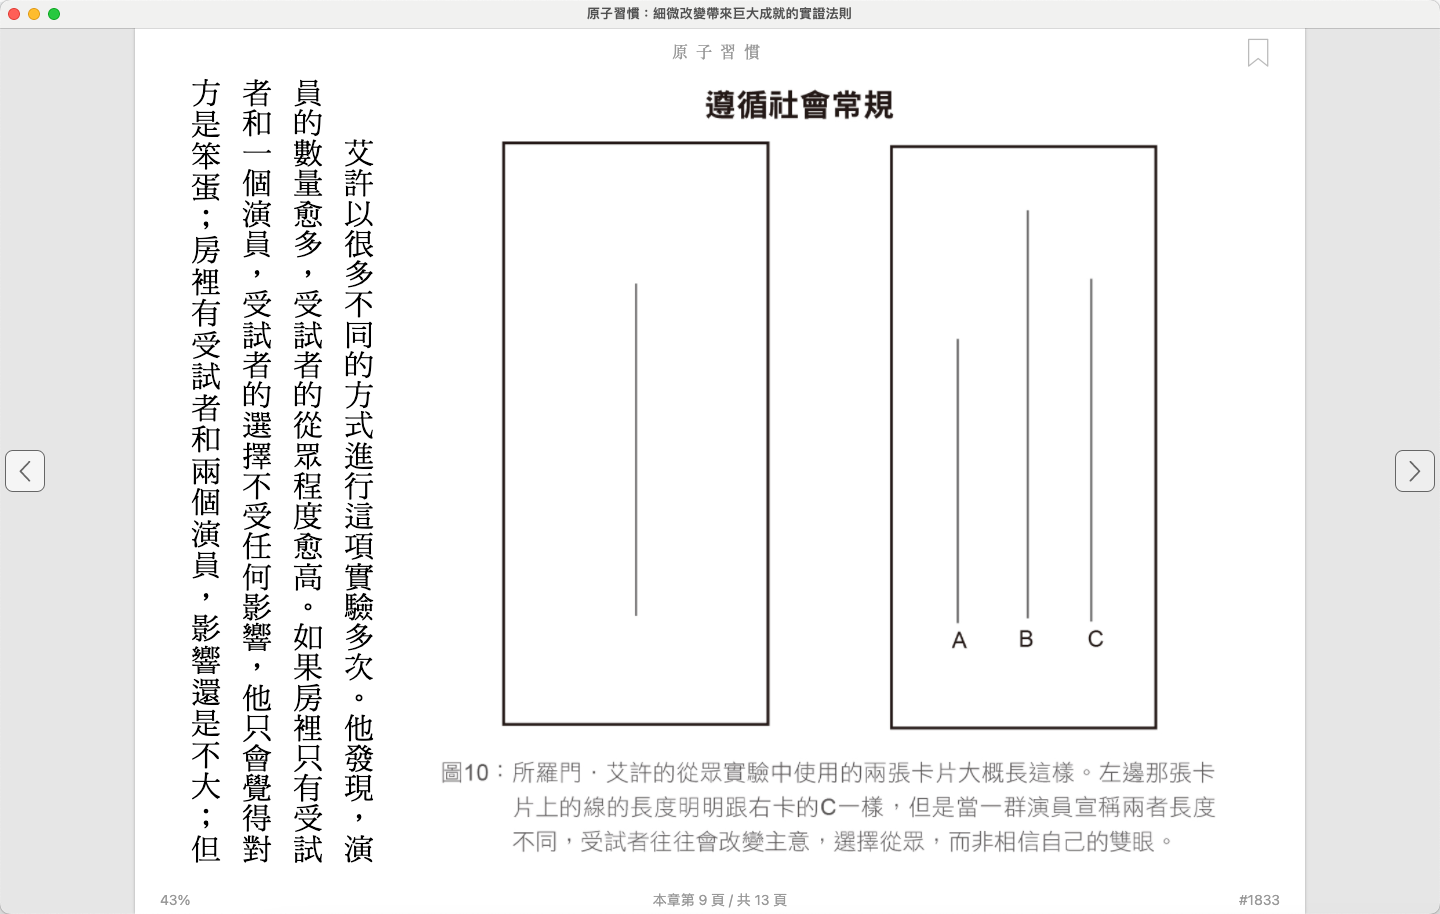 原子習慣：細微改變帶來巨大成就的實證法則
原子習慣
遵循社會常規
A
B
C
圖10：所羅門．艾許的從眾實驗中使用的兩張卡片大概長這樣。左邊那張卡
片上的線的長度明明跟右卡的C一樣，但是當一群演員宣稱兩者長度
不同，受試者往往會改變主意，選擇從眾，而非相信自己的雙眼。
艾許以很多不同的方式進行這項實驗多次。他發現，演
員的數量愈多，受試者的從眾程度愈高。如果房裡只有受試
者和一個演員，受試者的選擇不受任何影響，他只會覺得對
方是笨蛋；房裡有受試者和兩個演員，影響還是不大；但
43%
本章第 9 頁 / 共 13 頁
#1833